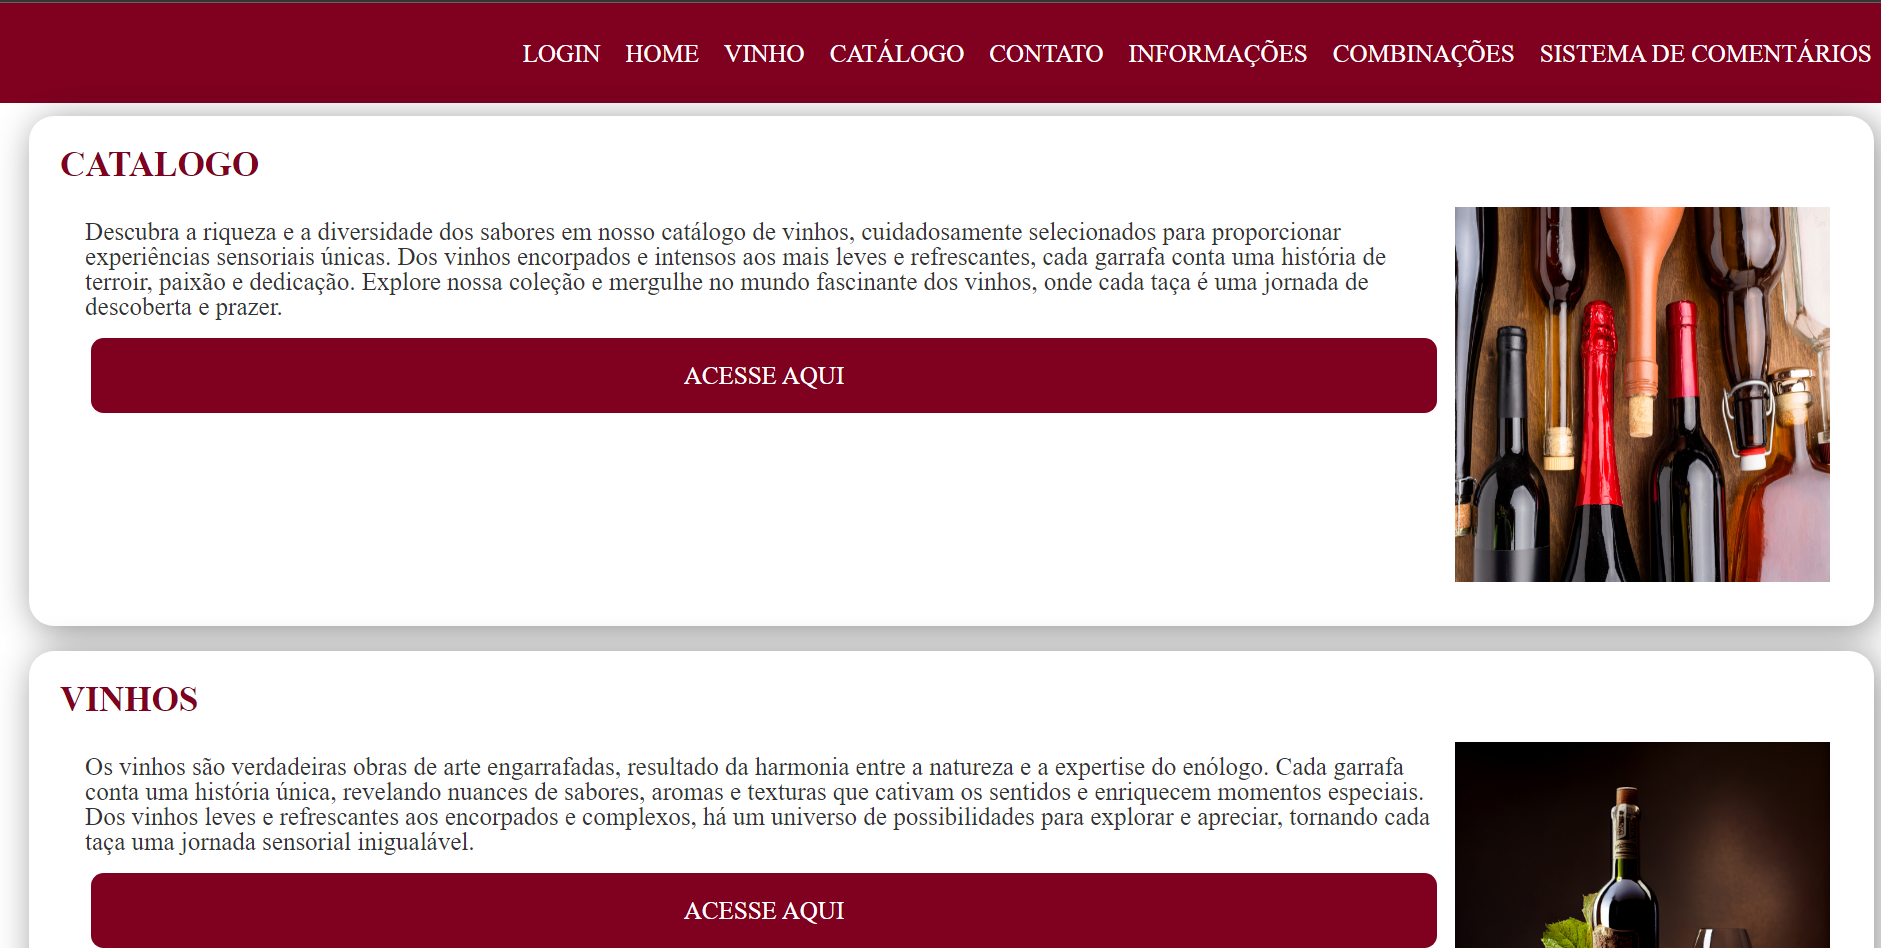 LOGIN HOME VINHO CATÁLOGO CONTATO INFORMAÇÕES COMBINAÇÕES SISTEMA DE COMENTÁRIOS
CATALOGO
Descubra a riqueza e a diversidade dos sabores em nosso catálogo de vinhos, cuidadosamente selecionados para proporcionar
experiências sensoriais únicas. Dos vinhos encorpados e intensos aos mais leves e refrescantes, cada garrafa conta uma história de
terroir, paixão e dedicação. Explore nossa coleção e mergulhe no mundo fascinante dos vinhos, onde cada taça é uma jornada de
descoberta e prazer.
ACESSE AQUI
VINHOS
Os vinhos são verdadeiras obras de arte engarrafadas, resultado da harmonia entre a natureza e a expertise do enólogo. Cada garrafa
conta uma história única, revelando nuances de sabores, aromas e texturas que cativam os sentidos e enriquecem momentos especiais.
Dos vinhos leves e refrescantes aos encorpados e complexos, há um universo de possibilidades para explorar e apreciar, tornando cada
taça uma jornada sensorial inigualável.
ACESSE AQUI